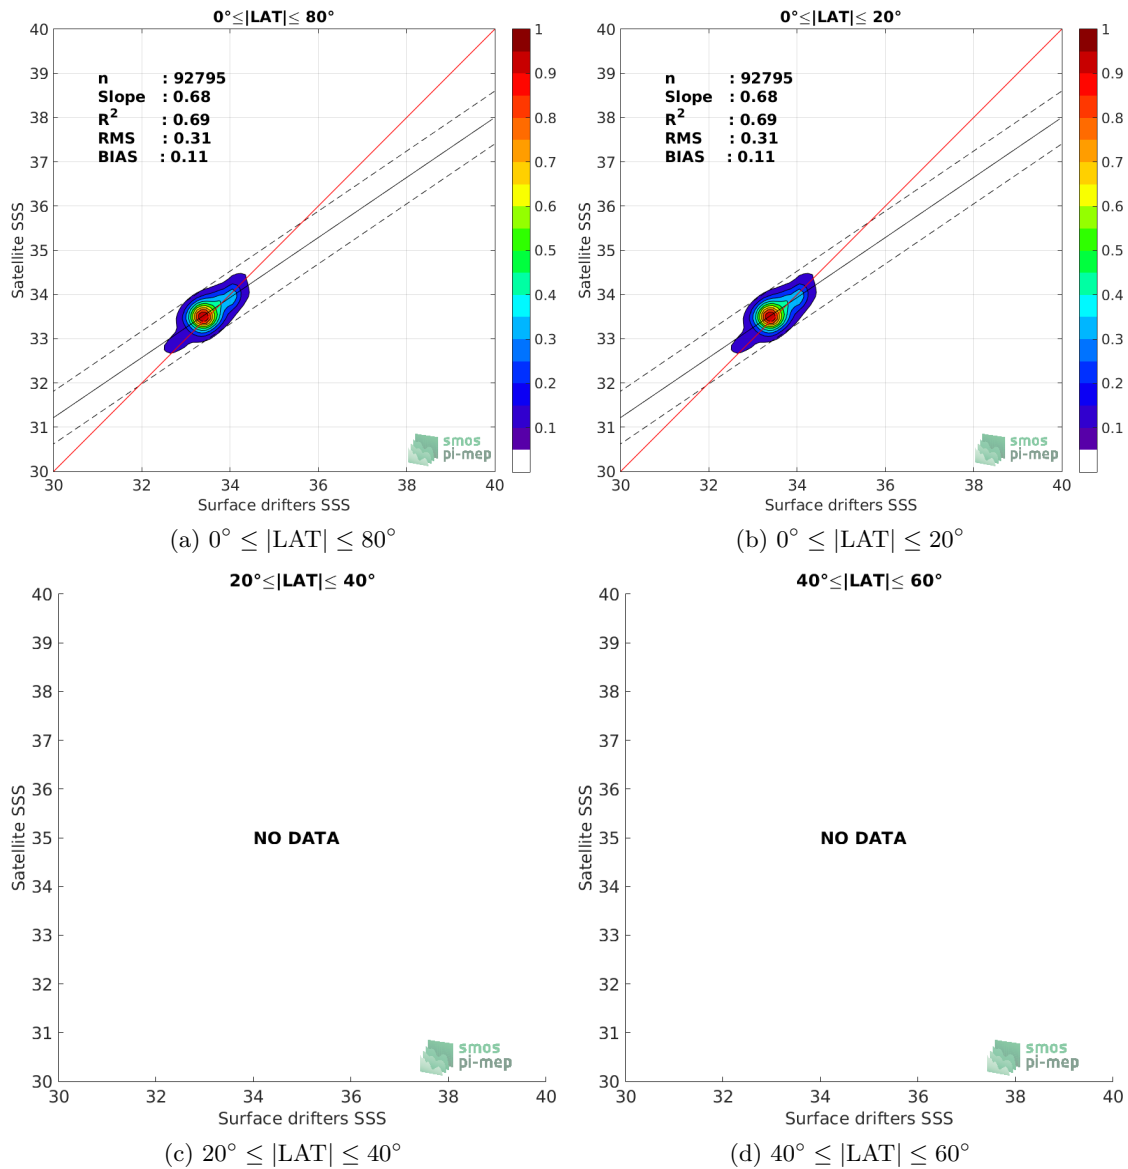 0°≤|LAT|≤ 80°
40
39
38
37
36
35
34
33
32
31
30
Satellite SSS
n : 92795
Slope : 0.68
R² : 0.69
RMS : 0.31
BIAS : 0.11
smos
pi-mep
30 32 34 36 38 40
Surface drifters SSS
1
0.9
0.8
0.7
0.6
0.5
0.4
0.3
0.2
0.1
(a) 0° ≤ |LAT| ≤ 80°
0°≤|LAT|≤ 20°
40
39
38
37
36
35
34
33
32
31
30
Satellite SSS
n : 92795
Slope : 0.68
R² : 0.69
RMS : 0.31
BIAS : 0.11
smos
pi-mep
30 32 34 36 38 40
Surface drifters SSS
1
0.9
0.8
0.7
0.6
0.5
0.4
0.3
0.2
0.1
(b) 0° ≤ |LAT| ≤ 20°
20°≤|LAT|≤ 40°
40
39
38
37
36
35
34
33
32
31
30
Satellite SSS
NO DATA
smos
pi-mep
30 32 34 36 38 40
Surface drifters SSS
(c) 20° ≤ |LAT| ≤ 40°
40°≤|LAT|≤ 60°
40
39
38
37
36
35
34
33
32
31
30
Satellite SSS
NO DATA
smos
pi-mep
30 32 34 36 38 40
Surface drifters SSS
(d) 40° ≤ |LAT| ≤ 60°